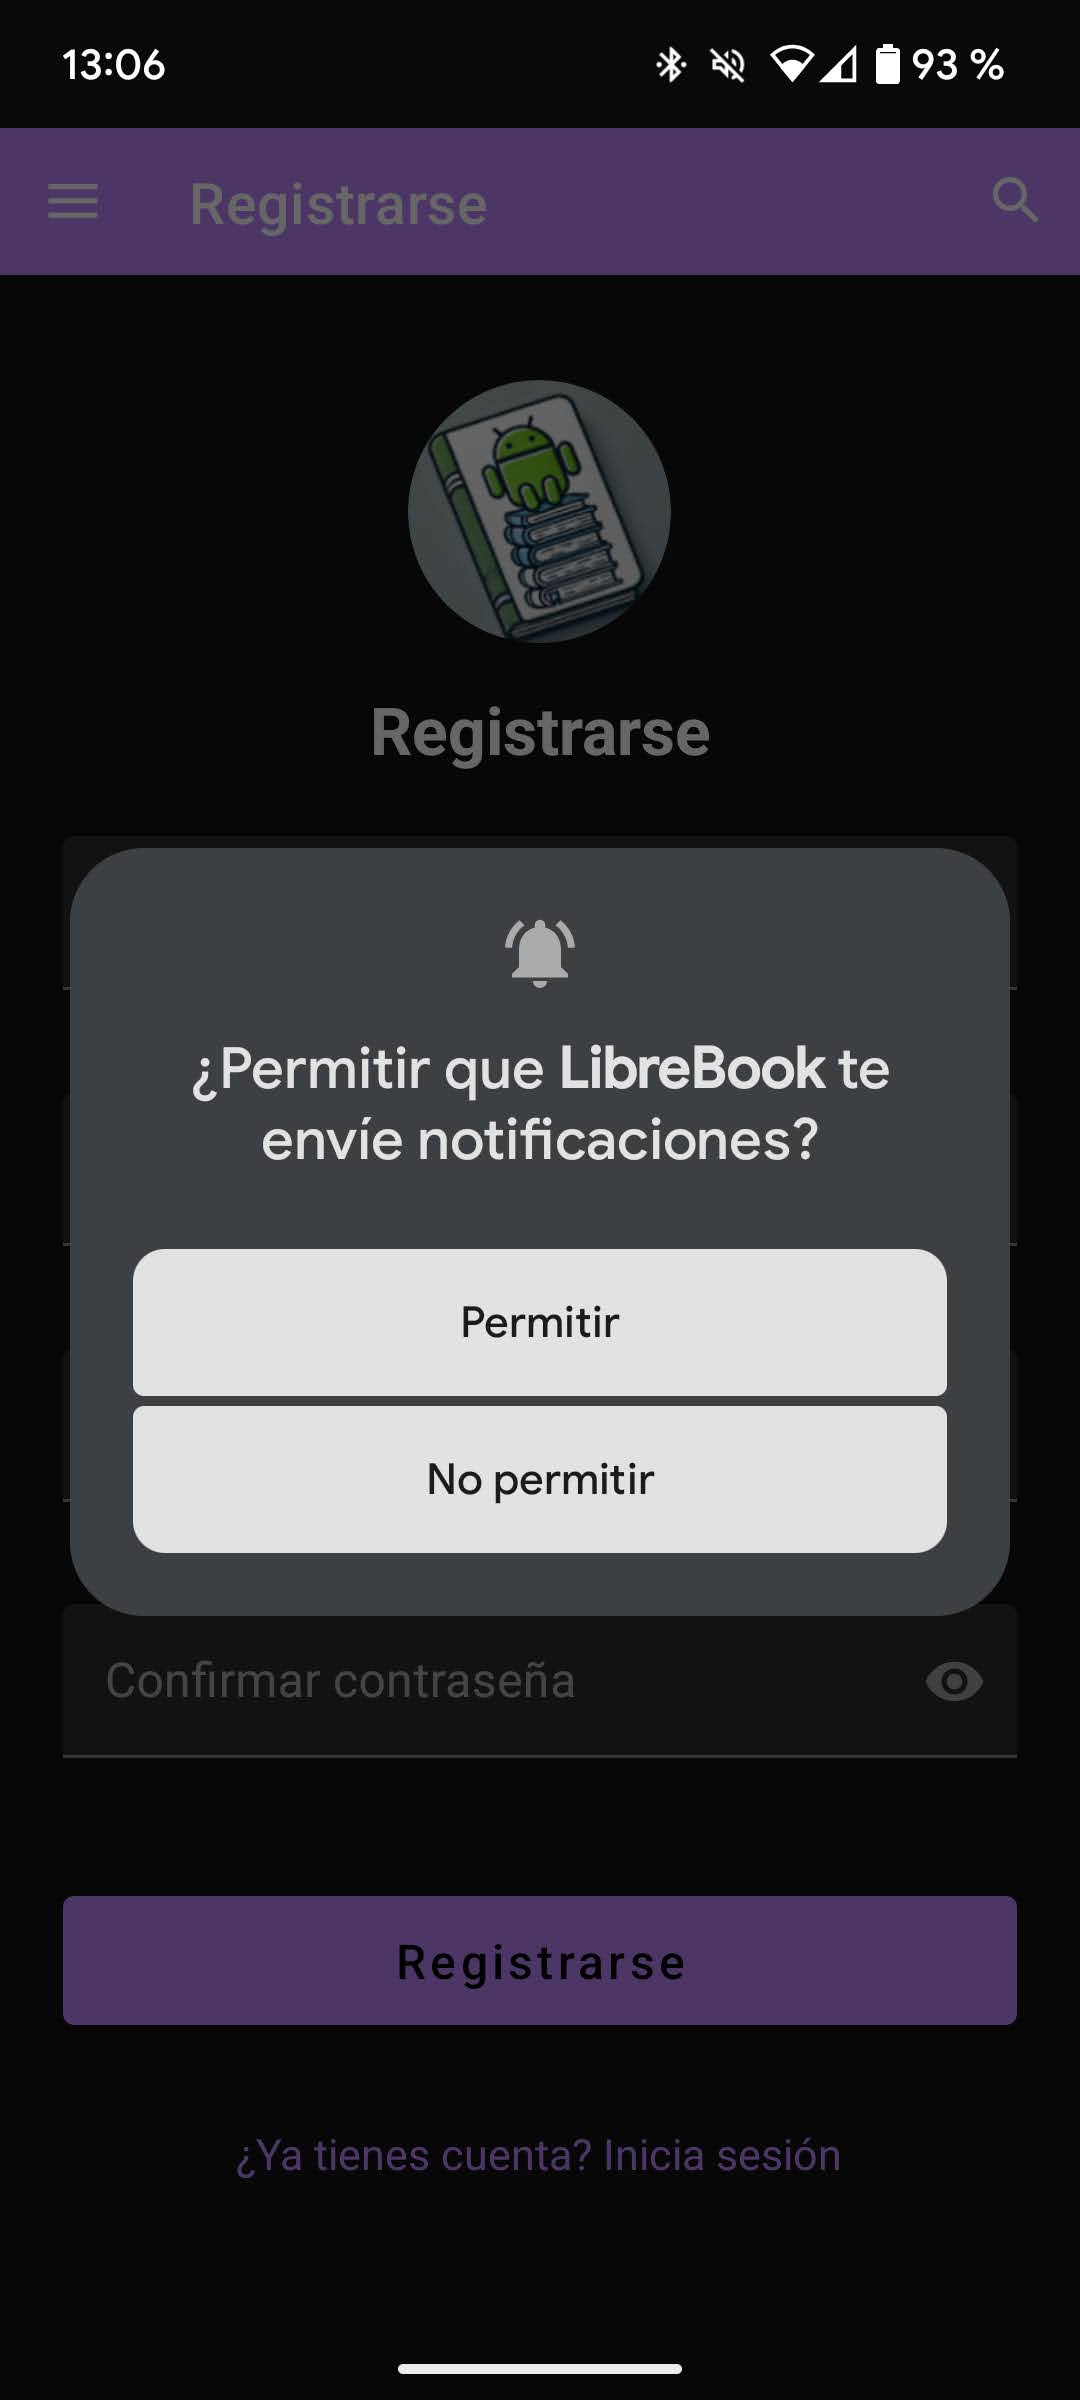 13:06
93 %
Registrarse
Registrarse
¿Permitir que LibreBook te
envíe notificaciones?
Permitir
No permitir
Confirmar contraseña
Registrarse
¿Ya tienes cuenta? Inicia sesión